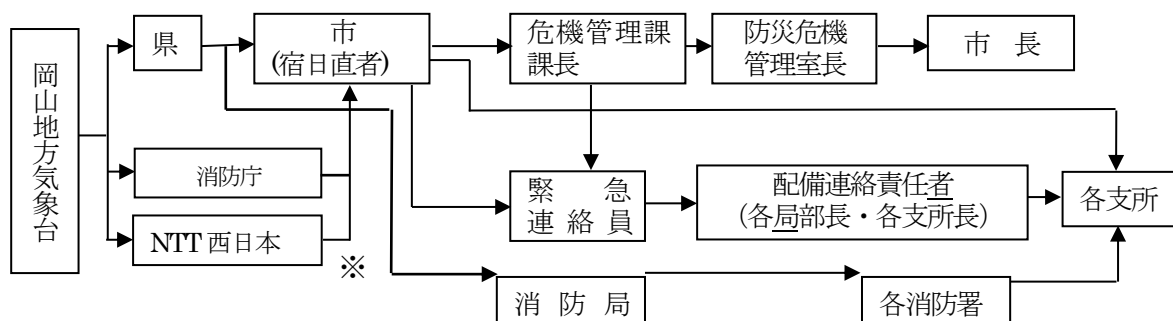 岡山地方気象台
県
市
(宿日直者)
危機管理課
課長
防災危機
管理室長
市 長
消防庁
NTT 西日本
※
緊 急
連 絡 員
配備連絡責任者
(各局部長・各支所長)
各支所
消 防 局
各消防署